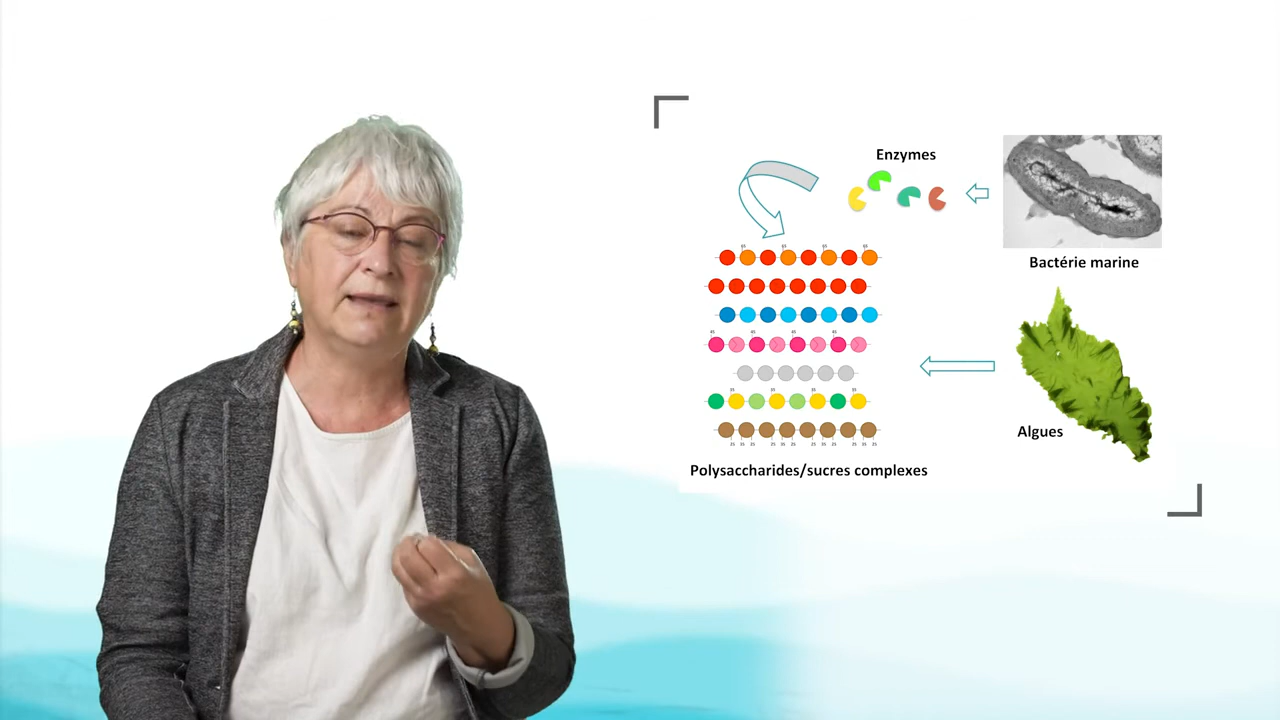 Enzymes
Bactérie marine
Algues
Polysaccharides/sucres complexes